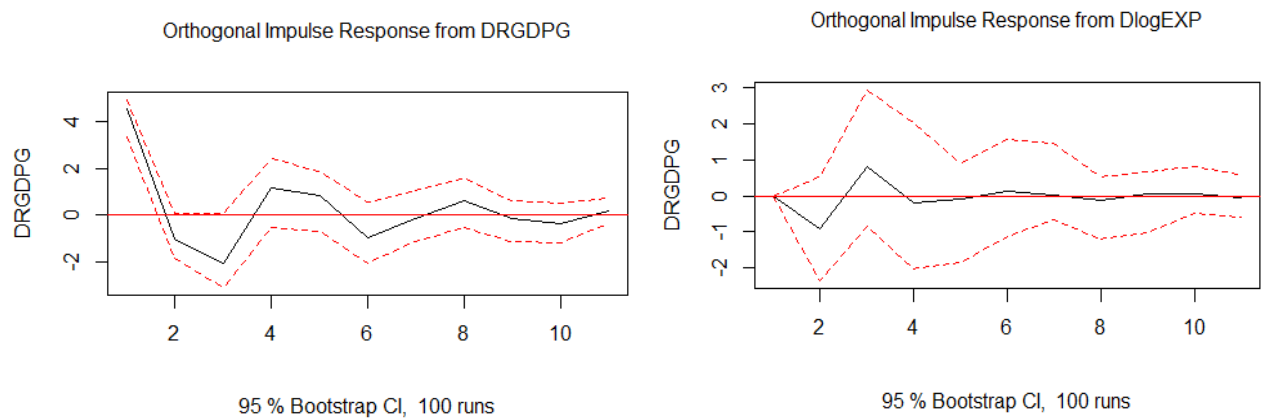 Orthogonal Impulse Response from DRGDPG
DRGDPG
4
2
0
-2
2 4 6 8 10
95 % Bootstrap CI, 100 runs
Orthogonal Impulse Response from DlogEXP
DRGDPG
3
2
1
0
-1
-2
2 4 6 8 10
95 % Bootstrap CI, 100 runs